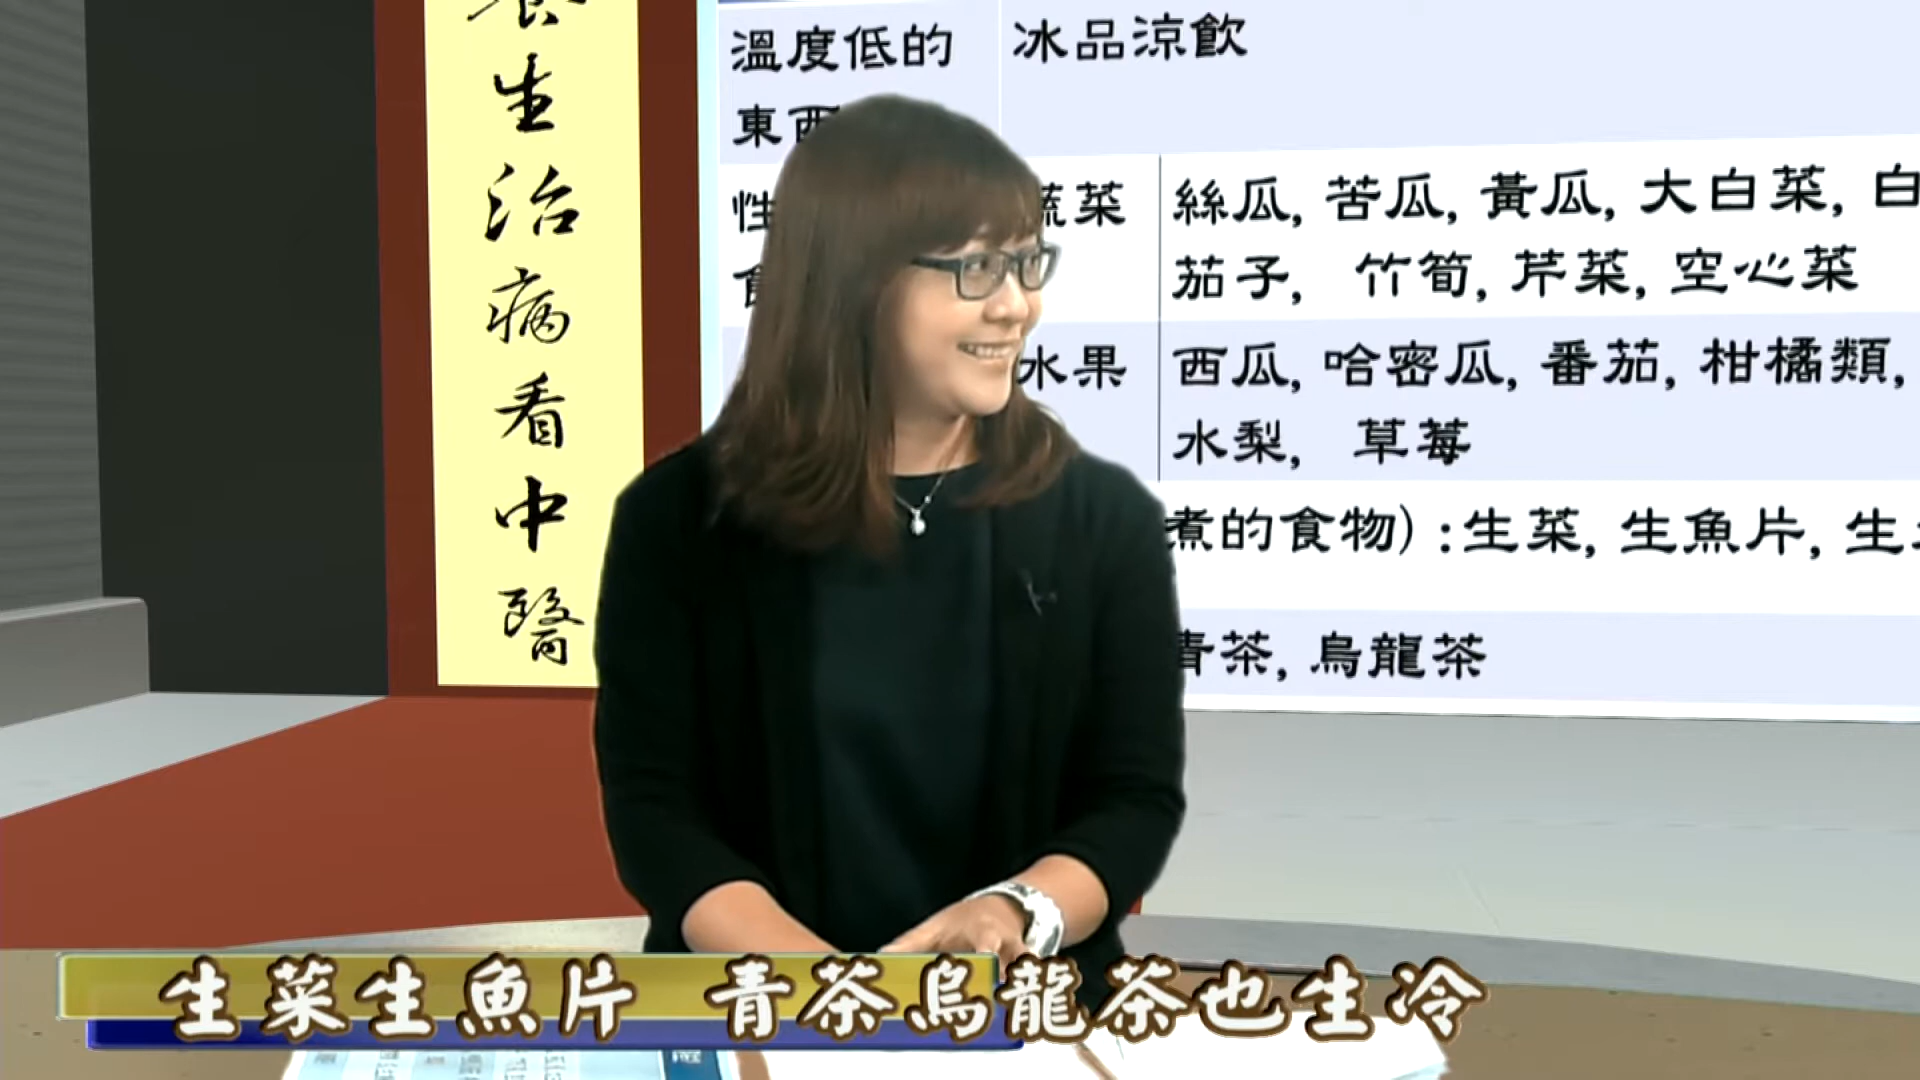 養生治病看中醫
溫度低的
東西
冰品涼飲
性
食
蔬菜
絲瓜, 苦瓜, 黃瓜, 大白菜, 白
茄子, 竹筍, 芹菜, 空心菜
水果
西瓜, 哈密瓜, 番茄, 柑橘類,
水梨, 草莓
煮的食物):生菜, 生魚片, 生
青茶, 烏龍茶
生菜生魚片 青茶烏龍茶也生冷